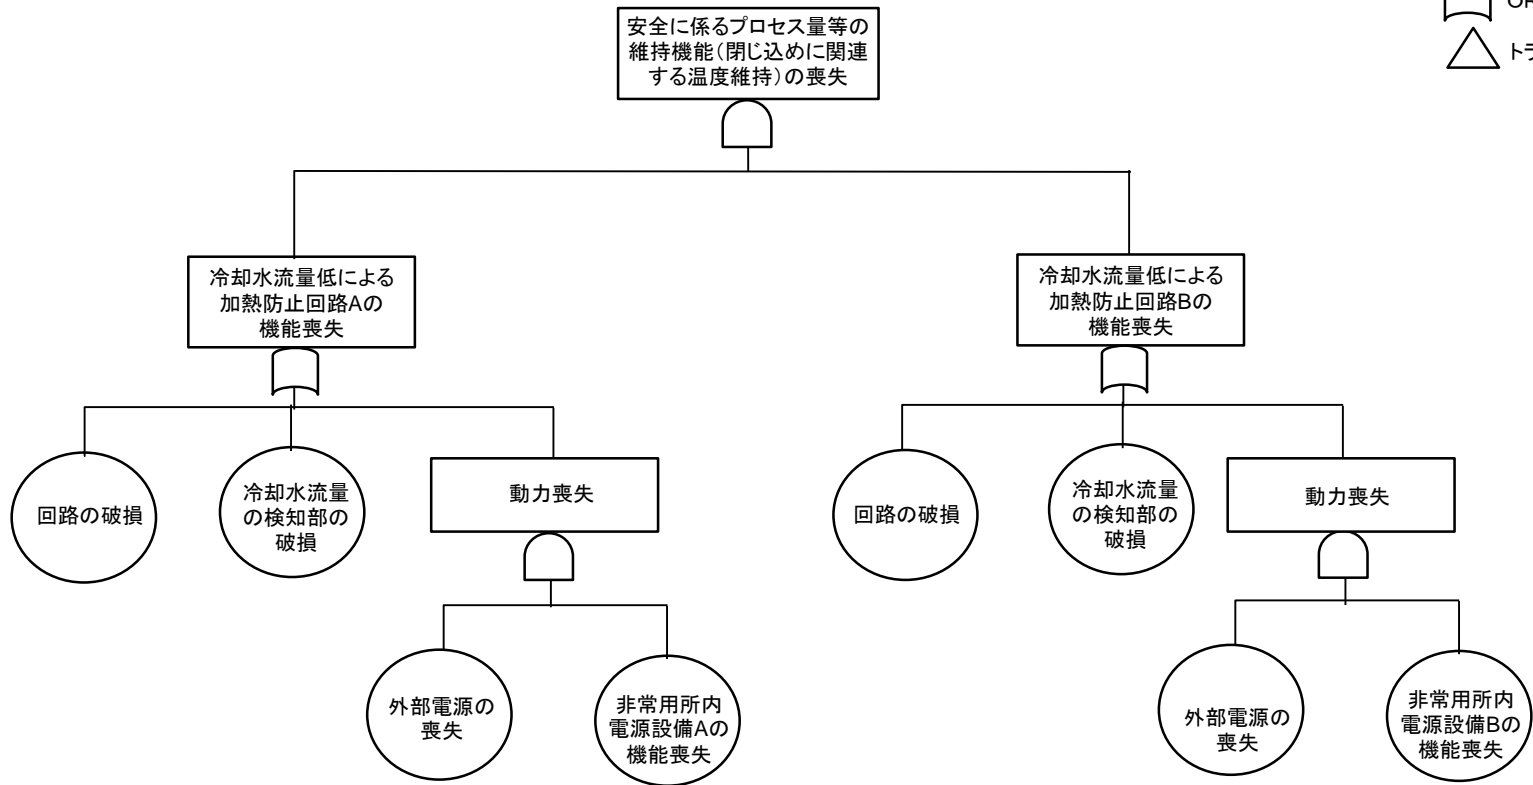 安全に係るプロセス量等の
維持機能(閉じ込めに関連
する温度維持)の喪失
冷却水流量低による
加熱防止回路Aの
機能喪失
冷却水流量低による
加熱防止回路Bの
機能喪失
回路の破損
冷却水流量
の検知部の
破損
動力喪失
回路の破損
冷却水流量
の検知部の
破損
動力喪失
外部電源の
喪失
非常用所内
電源設備Aの
機能喪失
外部電源の
喪失
非常用所内
電源設備Bの
機能喪失